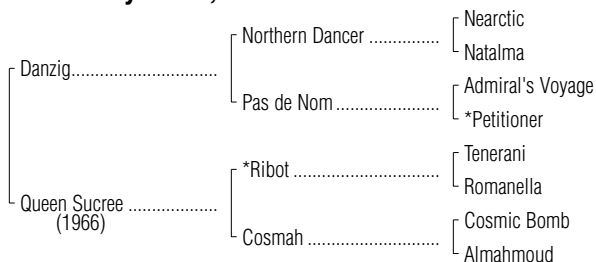 Nearctic
Northern Dancer ..............
Natalma
Danzig.............................
Admiral's Voyage
Pas de Nom ....................
*Petitioner
Tenerani
*Ribot ............................
Romanella
Queen Sucree .................
(1966)
Cosmic Bomb
Cosmah .........................
Almahmoud